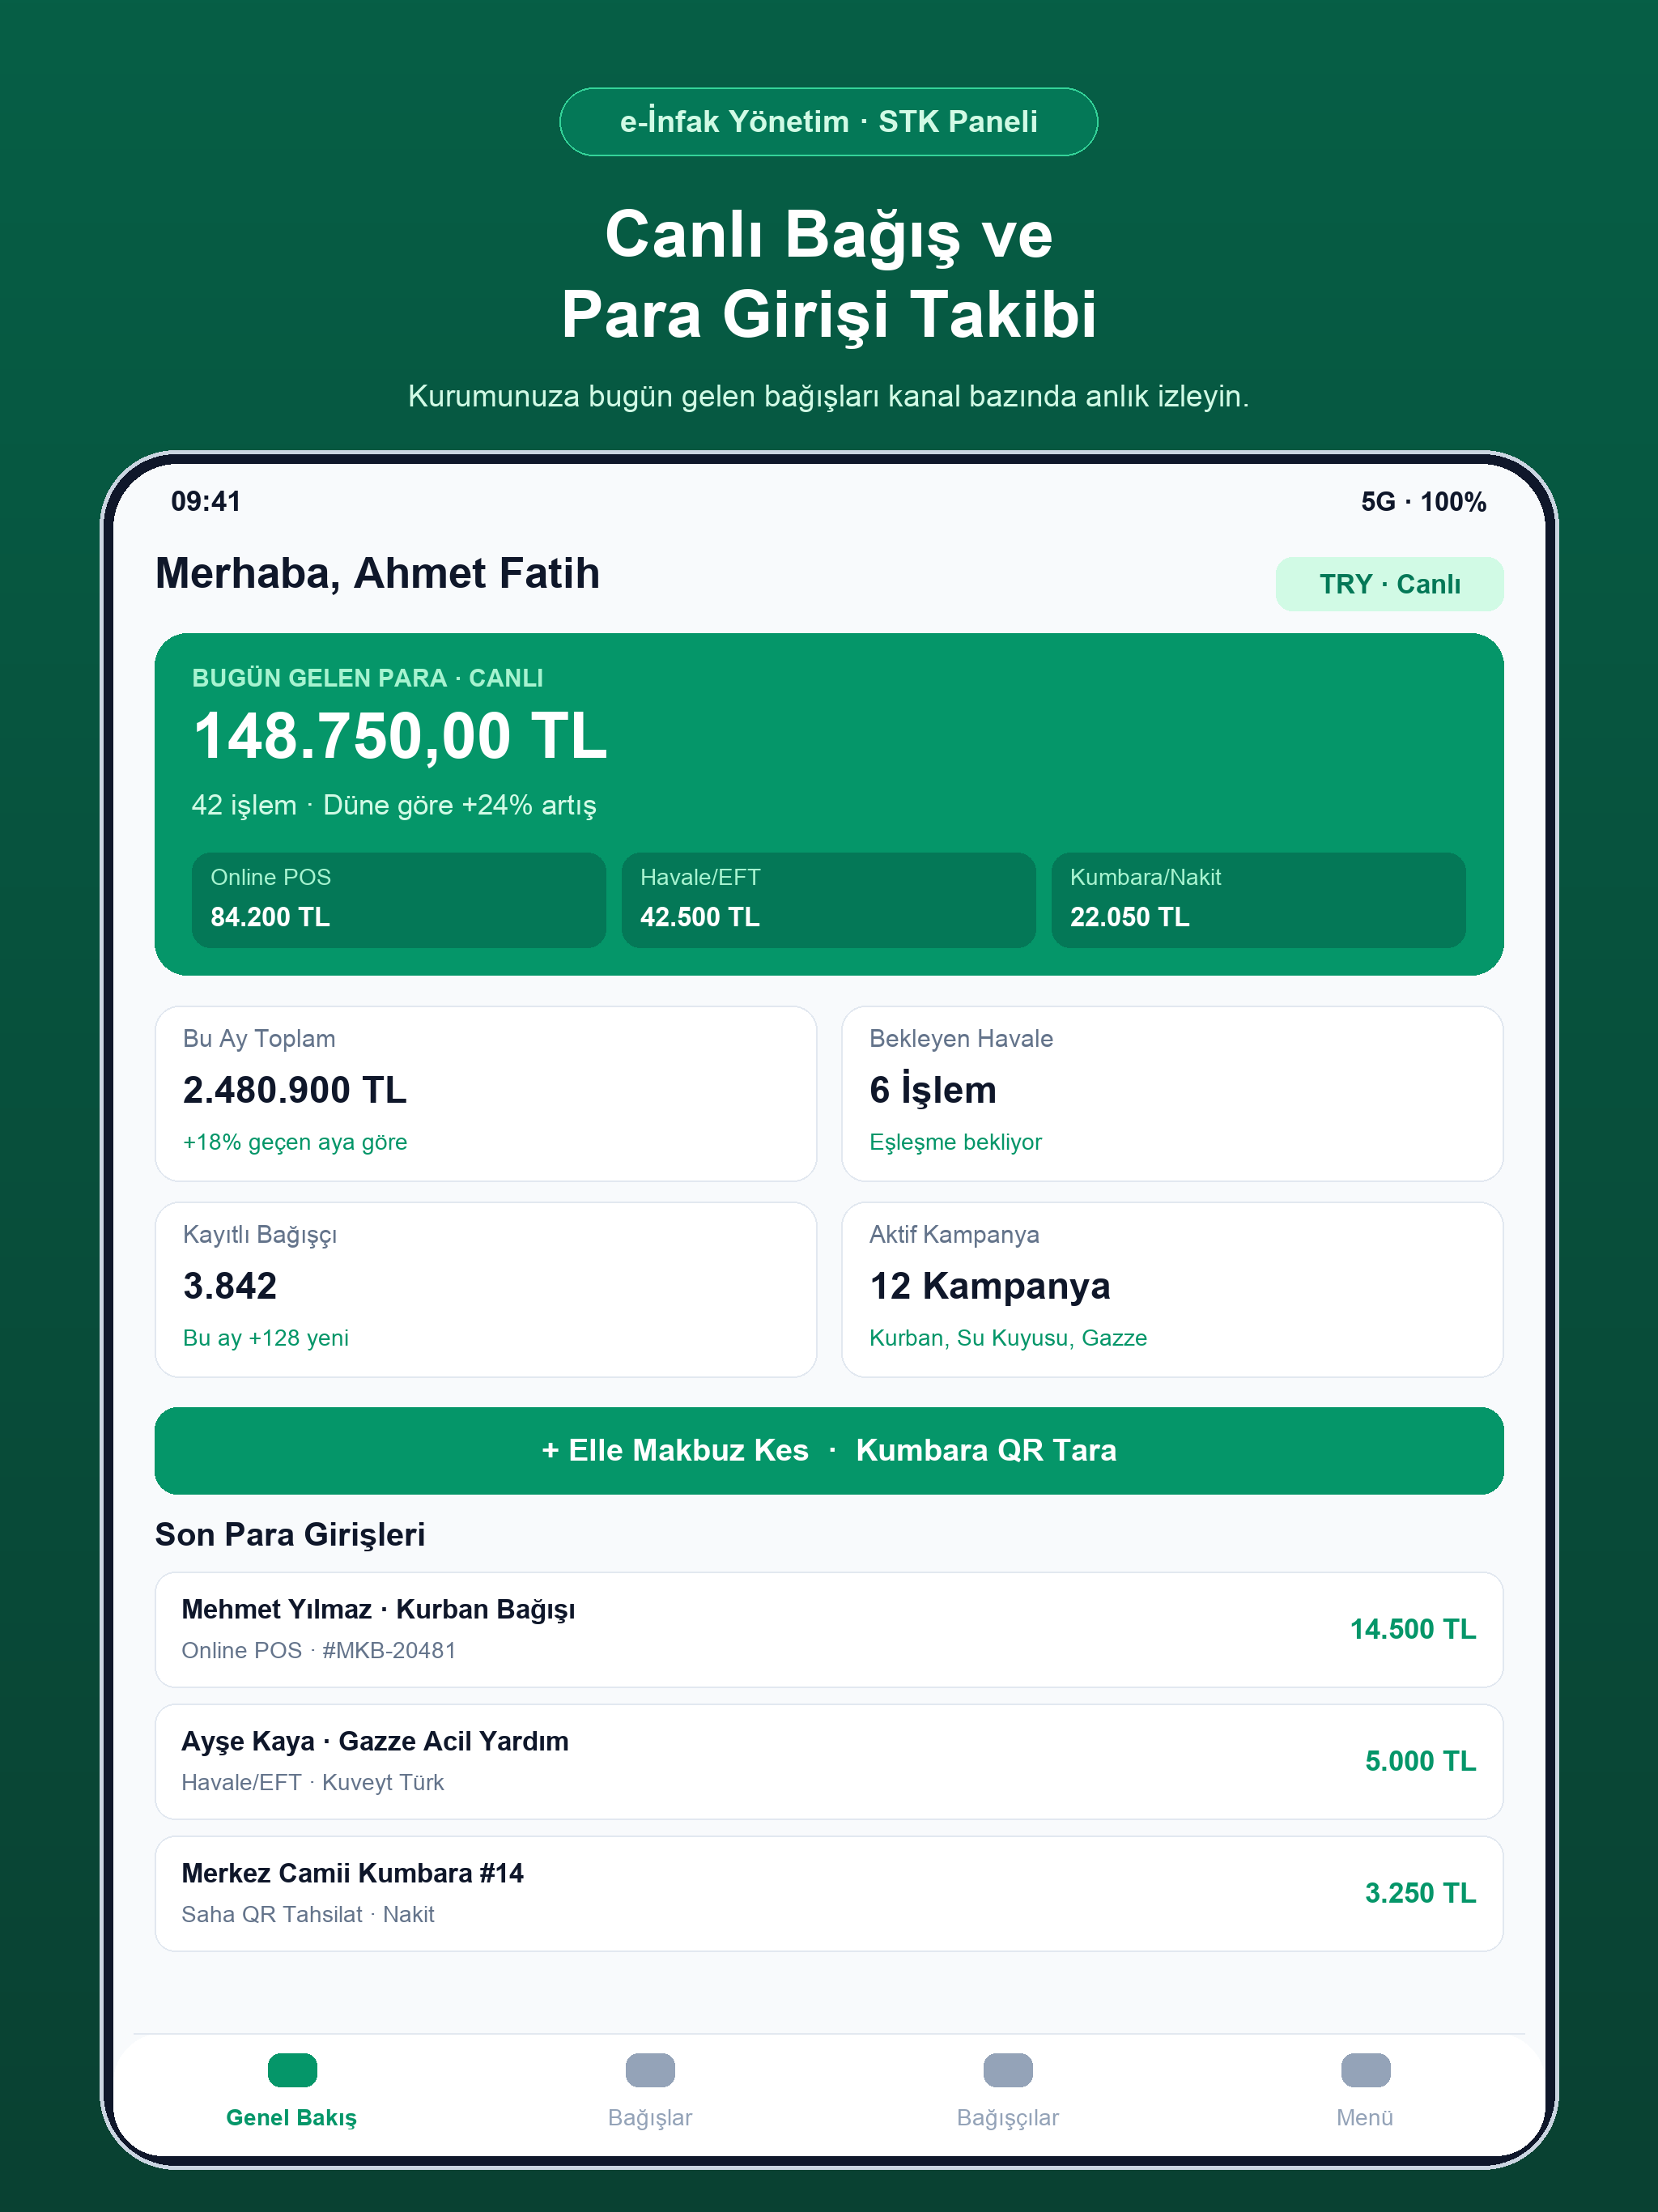 e-İnfak Yönetim · STK Paneli
Canlı Bağış ve
Para Girişi Takibi
Kurumunuza bugün gelen bağışları kanal bazında anlık izleyin.
09:41
5G · 100%
Merhaba, Ahmet Fatih
TRY · Canlı
BUGÜN GELEN PARA · CANLI
148.750,00 TL
42 işlem · Düne göre +24% artış
Online POS
84.200 TL
Havale/EFT
42.500 TL
Kumbara/Nakit
22.050 TL
Bu Ay Toplam
2.480.900 TL
+18% geçen aya göre
Bekleyen Havale
6 İşlem
Eşleşme bekliyor
Kayıtlı Bağışçı
3.842
Bu ay +128 yeni
Aktif Kampanya
12 Kampanya
Kurban, Su Kuyusu, Gazze
+ Elle Makbuz Kes · Kumbara QR Tara
Son Para Girişleri
Mehmet Yılmaz · Kurban Bağışı
Online POS · #MKB-20481
14.500 TL
Ayşe Kaya · Gazze Acil Yardım
Havale/EFT · Kuveyt Türk
5.000 TL
Merkez Camii Kumbara #14
Saha QR Tahsilat · Nakit
3.250 TL
Genel Bakış
Bağışlar
Bağışçılar
Menü